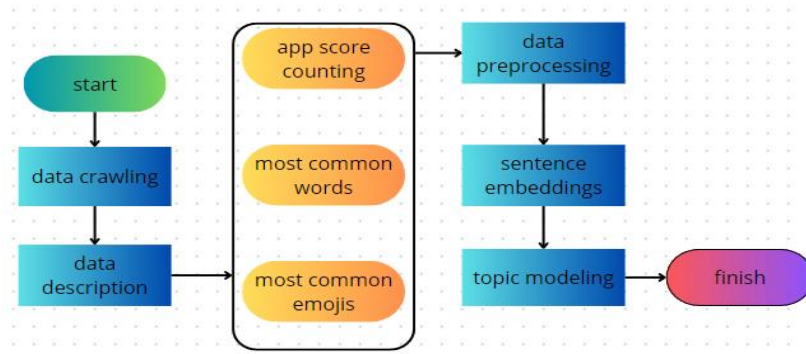 start
data crawling
data
description
app score
counting
most common
words
most common
emojis
data
preprocessing
sentence
embeddings
topic modeling
finish